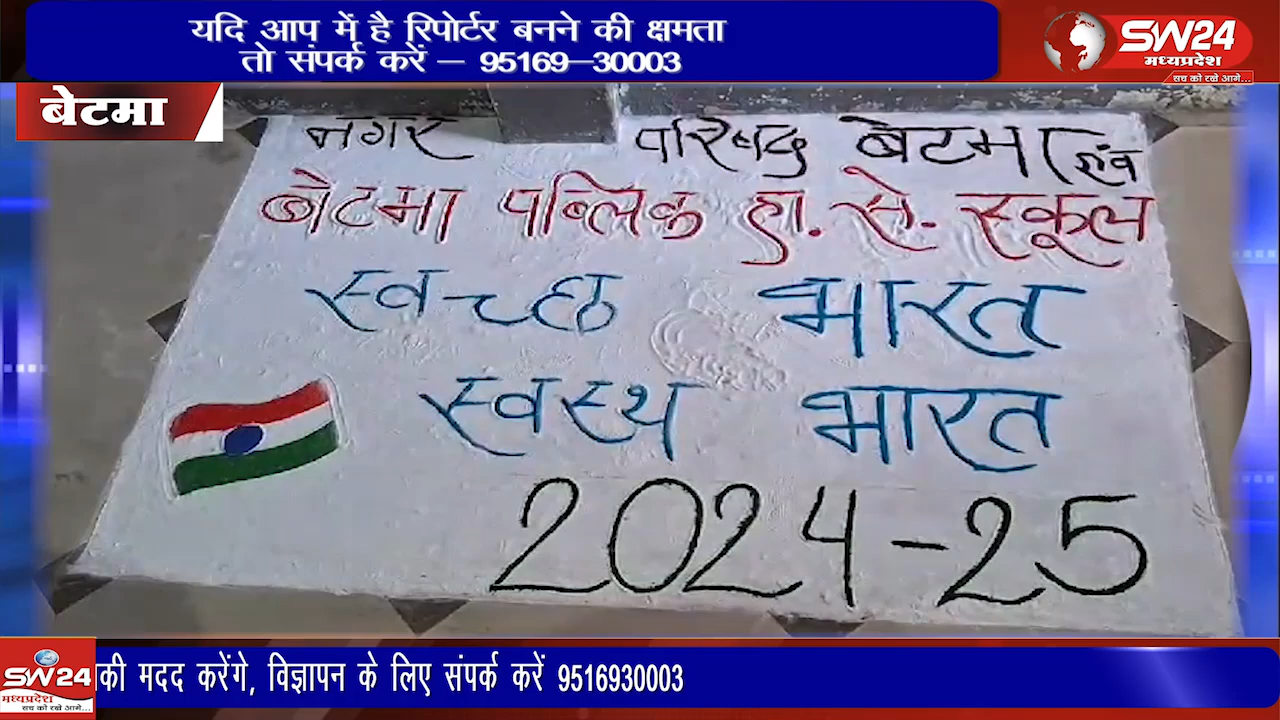 यदि आप में है रिपोर्टर बनने की क्षमता
तो संपर्क करें – 95169–30003
SW24
मध्यप्रदेश
सच को रखे आगे...
बेटमा
नगर परिषद बेटमा एंव
बेटमा पब्लिक हा. से. स्कूल
स्वच्छ भारत
स्वस्थ भारत
2024-25
SW24
मध्यप्रदेश
सच को रखे आगे...
की मदद करेंगे, विज्ञापन के लिए संपर्क करें 9516930003